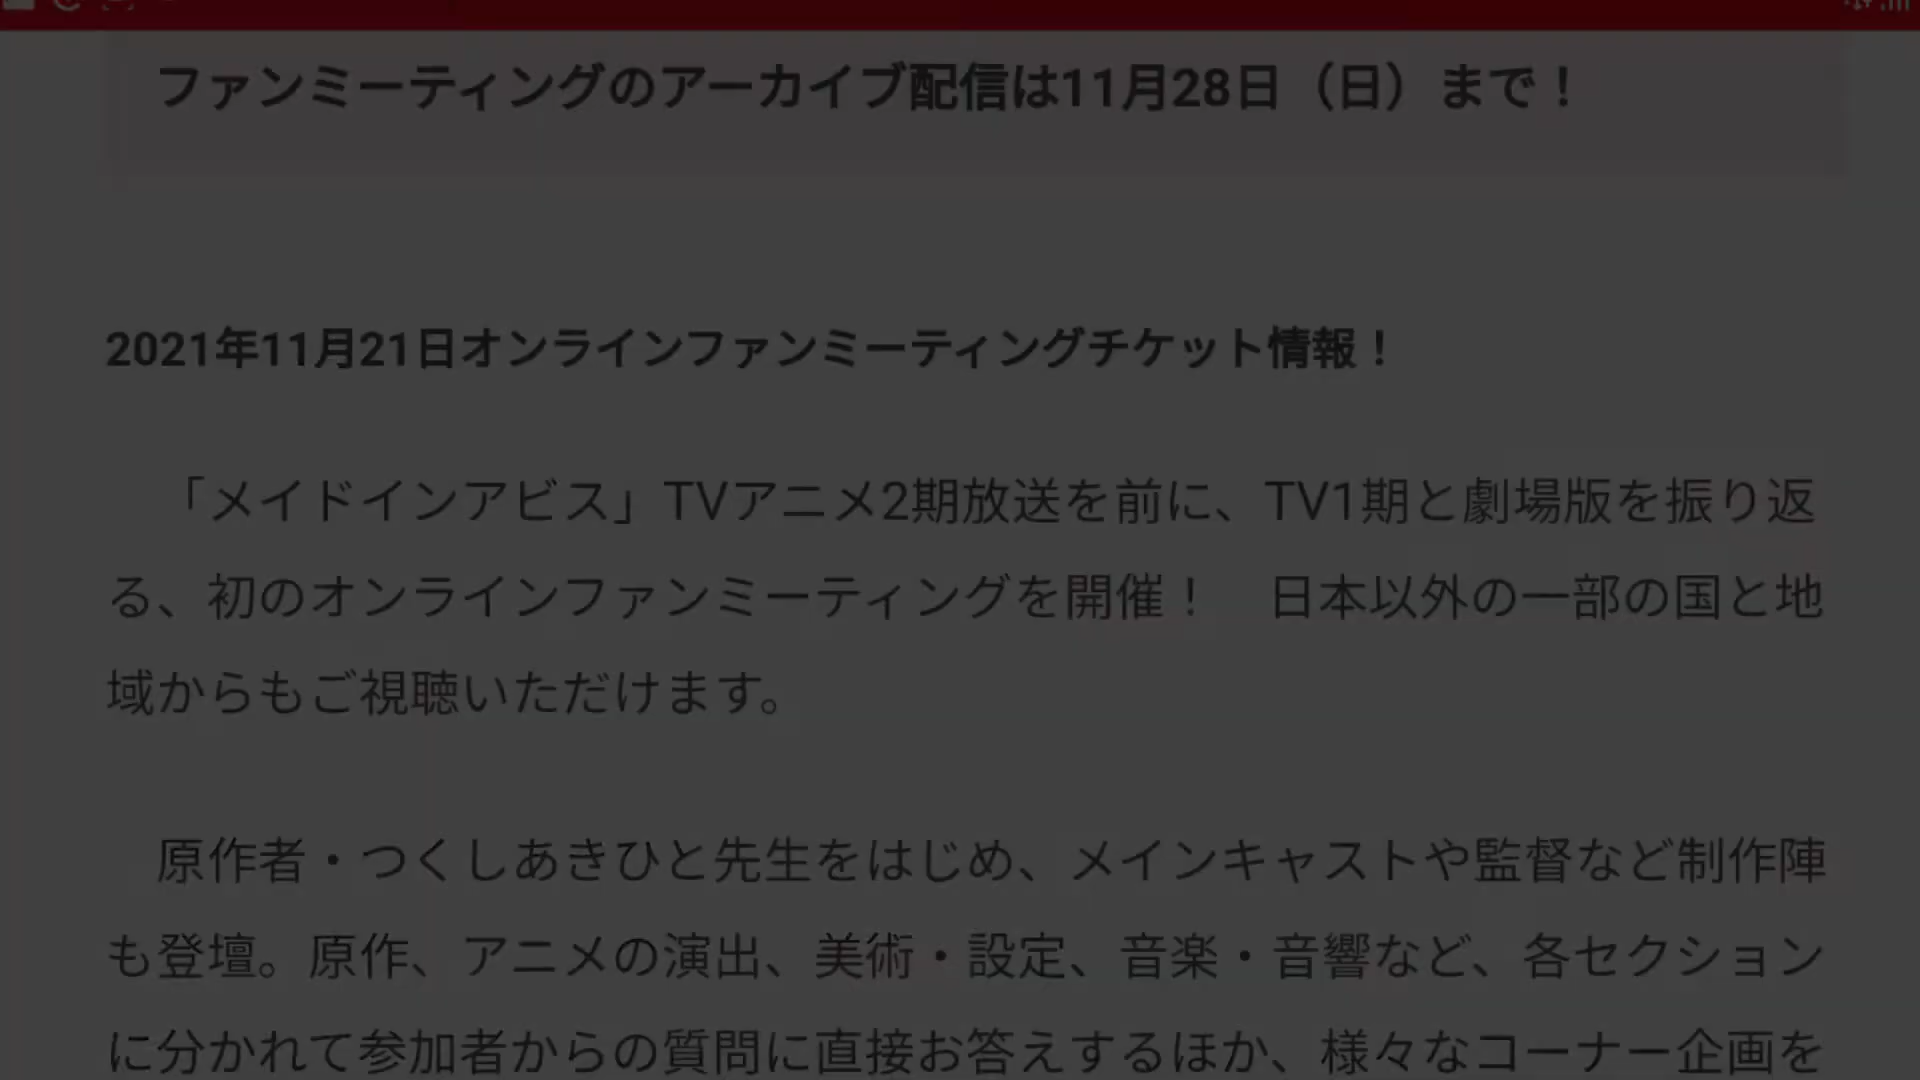 ファンミーティングのアーカイブ配信は11月28日（日）まで！
2021年11月21日オンラインファンミーティングチケット情報！
「メイドインアビス」TVアニメ2期放送を前に、TV1期と劇場版を振り返
る、初のオンラインファンミーティングを開催！　日本以外の一部の国と地
域からもご視聴いただけます。
原作者・つくしあきひと先生をはじめ、メインキャストや監督など制作陣
も登壇。原作、アニメの演出、美術・設定、音楽・音響など、各セクション
に分かれて参加者からの質問に直接お答えするほか、様々なコーナー企画を